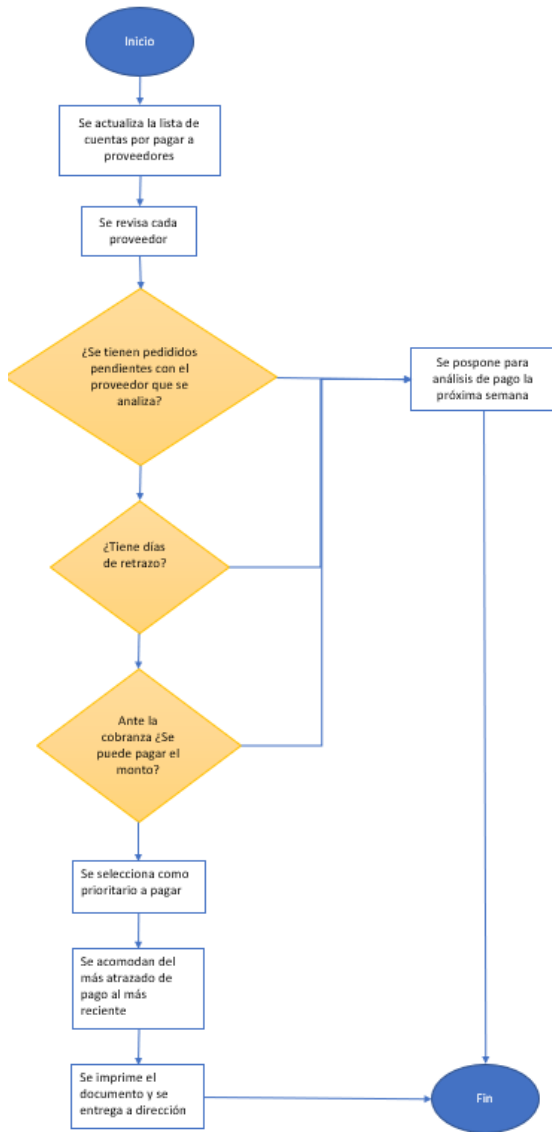 Inicio
Se actualiza la lista de
cuentas por pagar a
proveedores
Se revisa cada
proveedor
¿Se tienen pedididos
pendientes con el
proveedor que se
analiza?
Se pospone para
análisis de pago la
próxima semana
¿Tiene días
de retrazo?
Ante la
cobranza ¿Se
puede pagar el
monto?
Se selecciona como
prioritario a pagar
Se acomodan del
más atrazado de
pago al más
reciente
Se imprime el
documento y se
entrega a dirección
Fin